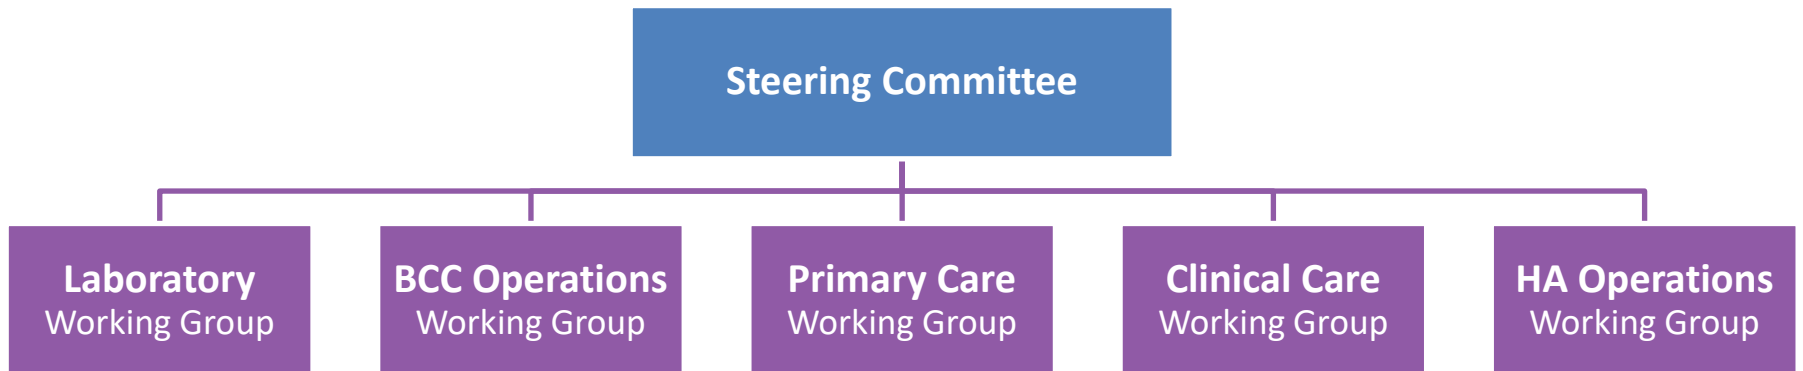 Steering Committee
Laboratory
Working Group
BCC Operations
Working Group
Primary Care
Working Group
Clinical Care
Working Group
HA Operations
Working Group